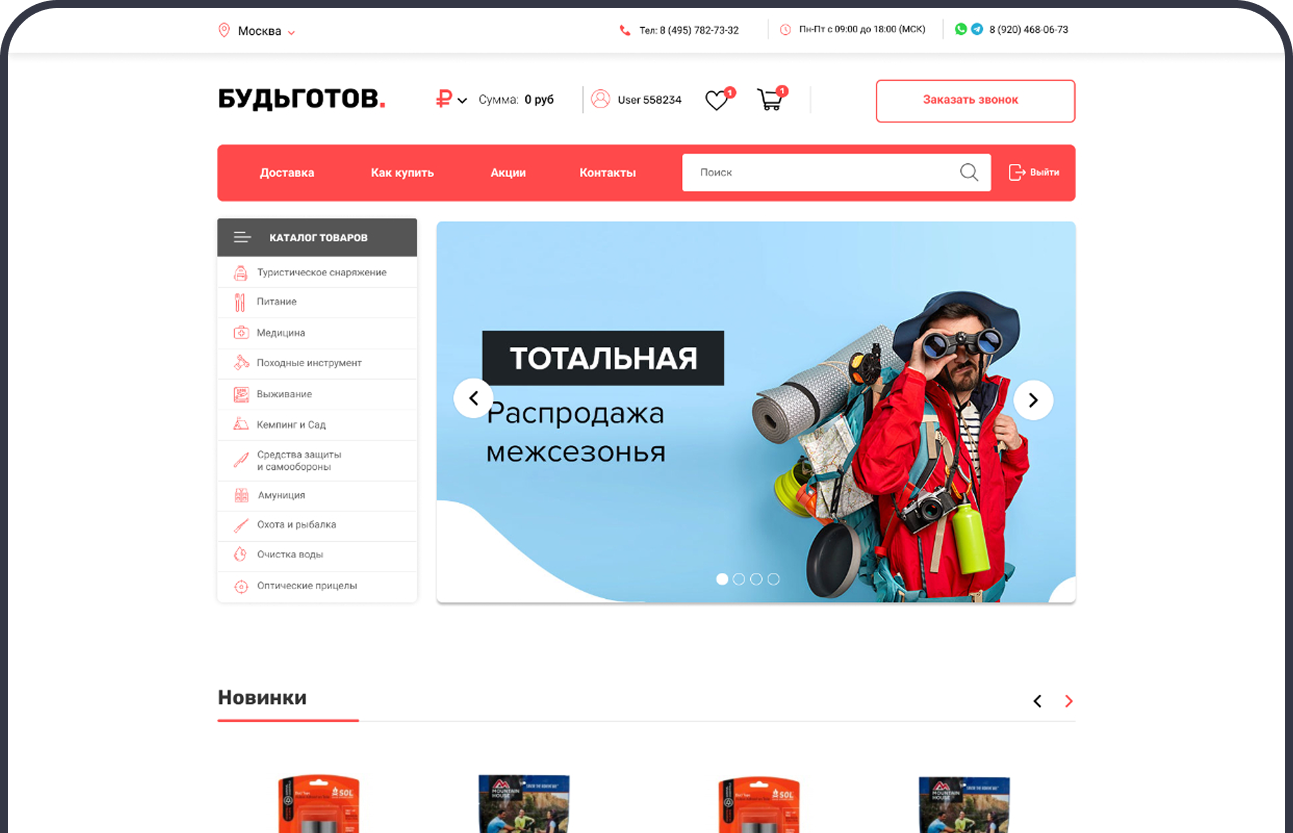 Москва
Тел: 8 (495) 782-73-32
Пн-Пт с 09:00 до 18:00 (МСК)
8 (920) 468-06-73
БУДЬГОТОВ.
₽
Сумма: 0 руб
User 558234
1
1
Заказать звонок
Доставка
Как купить
Акции
Контакты
Поиск
Выйти
КАТАЛОГ ТОВАРОВ
Туристическое снаряжение
Питание
Медицина
Походные инструмент
Выживание
Кемпинг и Сад
Средства защиты
и самообороны
Амуниция
Охота и рыбалка
Очистка воды
Оптические прицелы
ТОТАЛЬНАЯ
Распродажа
межсезонья
Новинки
SOL
MOUNTAIN
HOUSE
SOL
MOUNTAIN
HOUSE